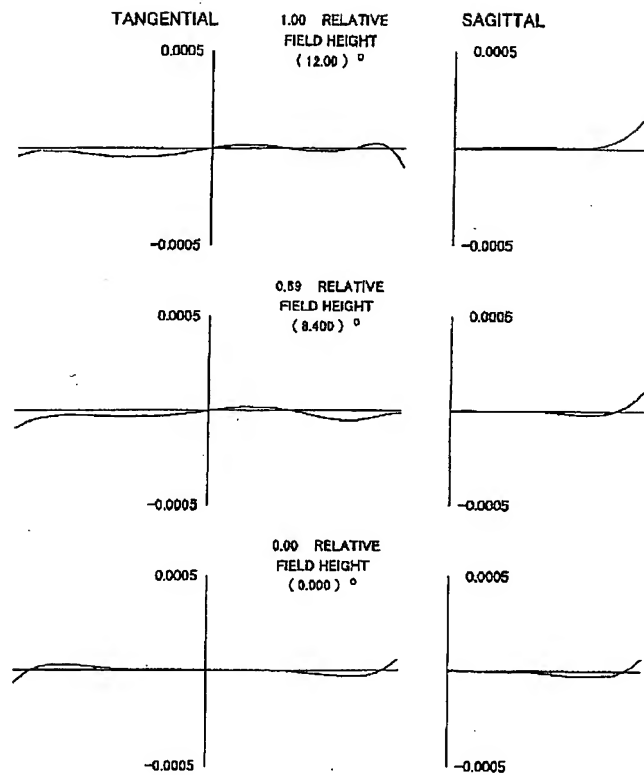 TANGENTIAL
1.00 RELATIVE
FIELD HEIGHT
(12.00) °
SAGITTAL
0.0005
0.0005
-0.0005
-0.0005
0.69 RELATIVE
FIELD HEIGHT
(8.400) °
0.0005
0.0005
-0.0005
-0.0005
0.00 RELATIVE
FIELD HEIGHT
(0.000) °
0.0005
0.0005
-0.0005
-0.0005